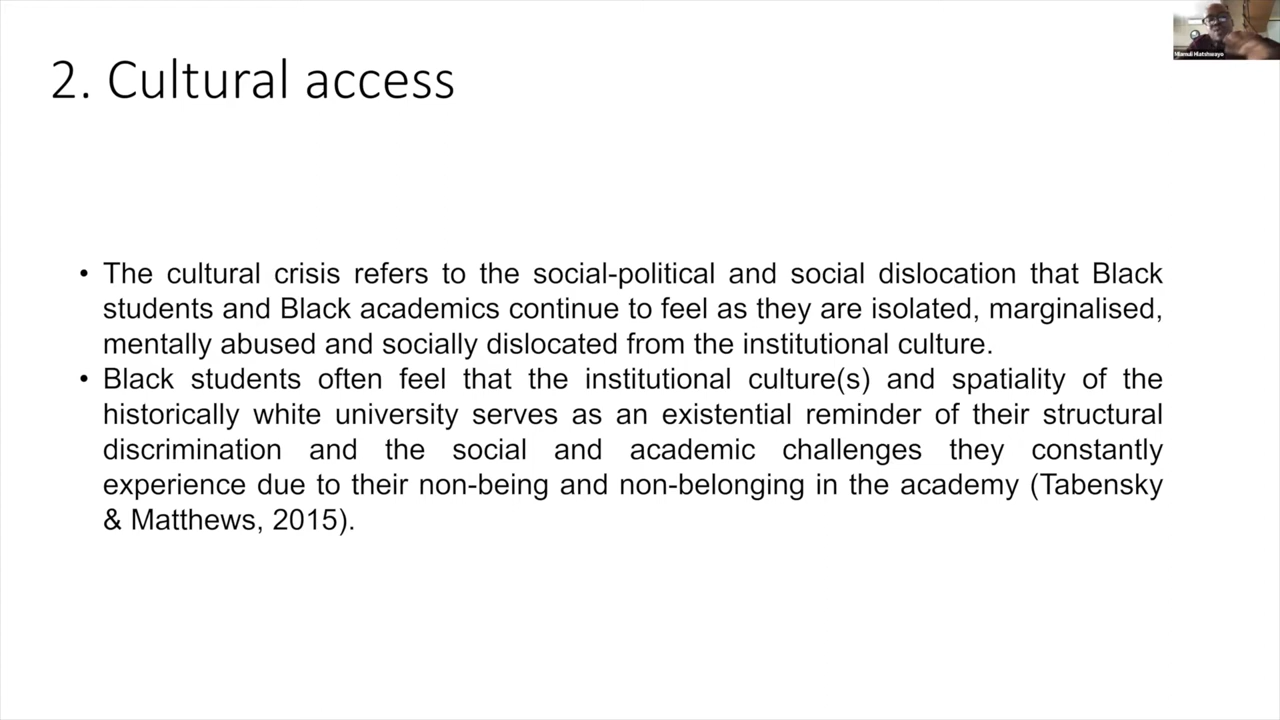 2. Cultural access
• The cultural crisis refers to the social-political and social dislocation that Black
students and Black academics continue to feel as they are isolated, marginalised,
mentally abused and socially dislocated from the institutional culture.
• Black students often feel that the institutional culture(s) and spatiality of the
historically white university serves as an existential reminder of their structural
discrimination and the social and academic challenges they constantly
experience due to their non-being and non-belonging in the academy (Tabensky
& Matthews, 2015).
Mlamuli Hlatshwayo